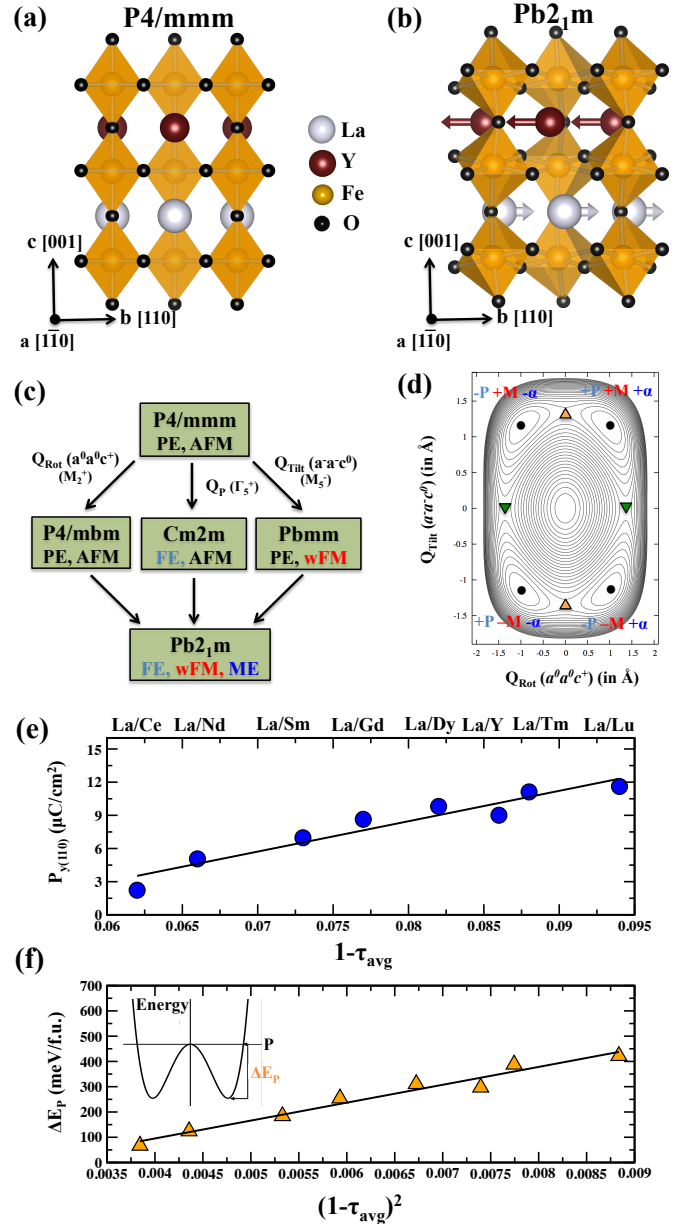 (a) P4/mmm
(b) Pb2₁m
La
Y
Fe
O
c [001]
b [110]
a [11̄0]
c [001]
b [110]
a [11̄0]
(c)
P4/mmm
PE, AFM
Q_Rot (a⁰a⁰c⁺)
(M₂⁺)
Q_P (Γ₅⁺)
Q_Tilt (a⁻a⁻c⁰)
(M₅⁻)
P4/mbm
PE, AFM
Cm2m
FE, AFM
Pbmm
PE, wFM
Pb2₁m
FE, wFM, ME
(d)
-P +M -α
+P +M +α
+P –M -α
-P –M +α
Q_Tilt (a⁻a⁻c⁰) (in Å)
1.5
1
0.5
0
-0.5
-1
-1.5
-2 -1.5 -1 -0.5 0 0.5 1 1.5 2
Q_Rot (a⁰a⁰c⁺) (in Å)
(e)
La/Ce La/Nd La/Sm La/Gd La/Dy La/Y La/Tm La/Lu
P_y(110) (μC/cm²)
15
12
9
6
3
0
0.06 0.065 0.07 0.075 0.08 0.085 0.09 0.095
1-τ_avg
(f)
ΔE_P (meV/f.u.)
700
600
500
400
300
200
100
0
Energy
P
ΔE_P
0.0035 0.004 0.0045 0.005 0.0055 0.006 0.0065 0.007 0.0075 0.008 0.0085 0.009
(1-τ_avg)²